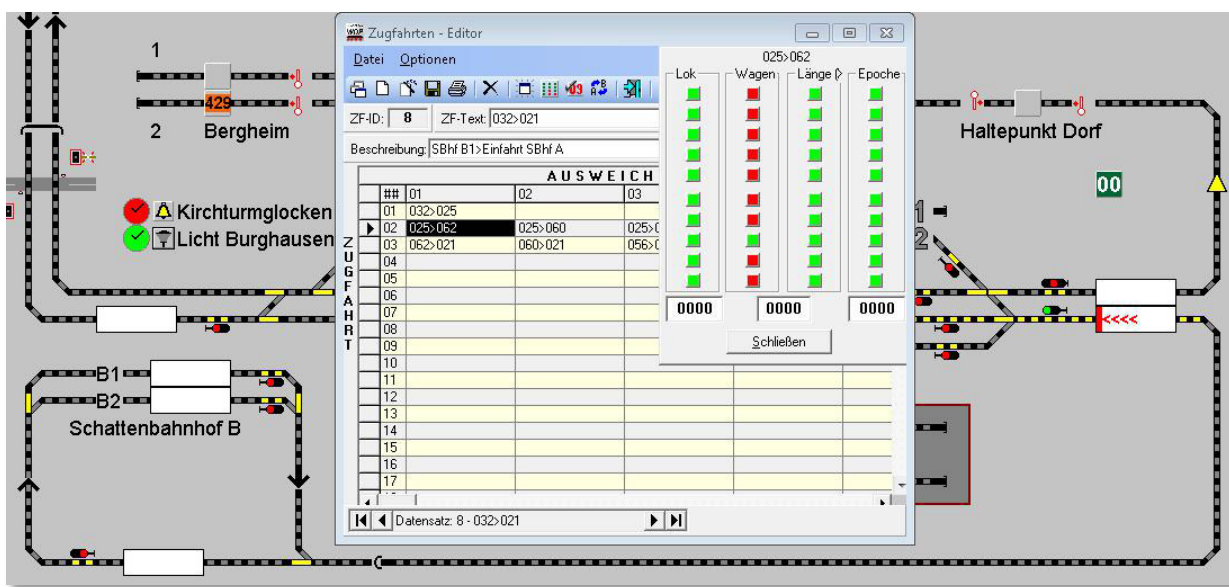 Zugfahrten - Editor
Datei Optionen
ZF-ID: 8 ZF-Text: 032>021
Beschreibung: SBhf B1>Einfahrt SBhf A
A U S W E I C H
## 01 02 03
01 032>025
02 025>062 025>060
03 062>021 060>021
04
05
06
07
08
09
10
11
12
13
14
15
16
17
Z U G F A H R T
Datensatz: 8 - 032>021
025>062
Lok Wagen Länge Epoche
0000 0000 0000
Schließen
1
429
2 Bergheim
Kirchturmglocken
Licht Burghausen
B1
B2
Schattenbahnhof B
Haltepunkt Dorf
00
1
2
<<<<